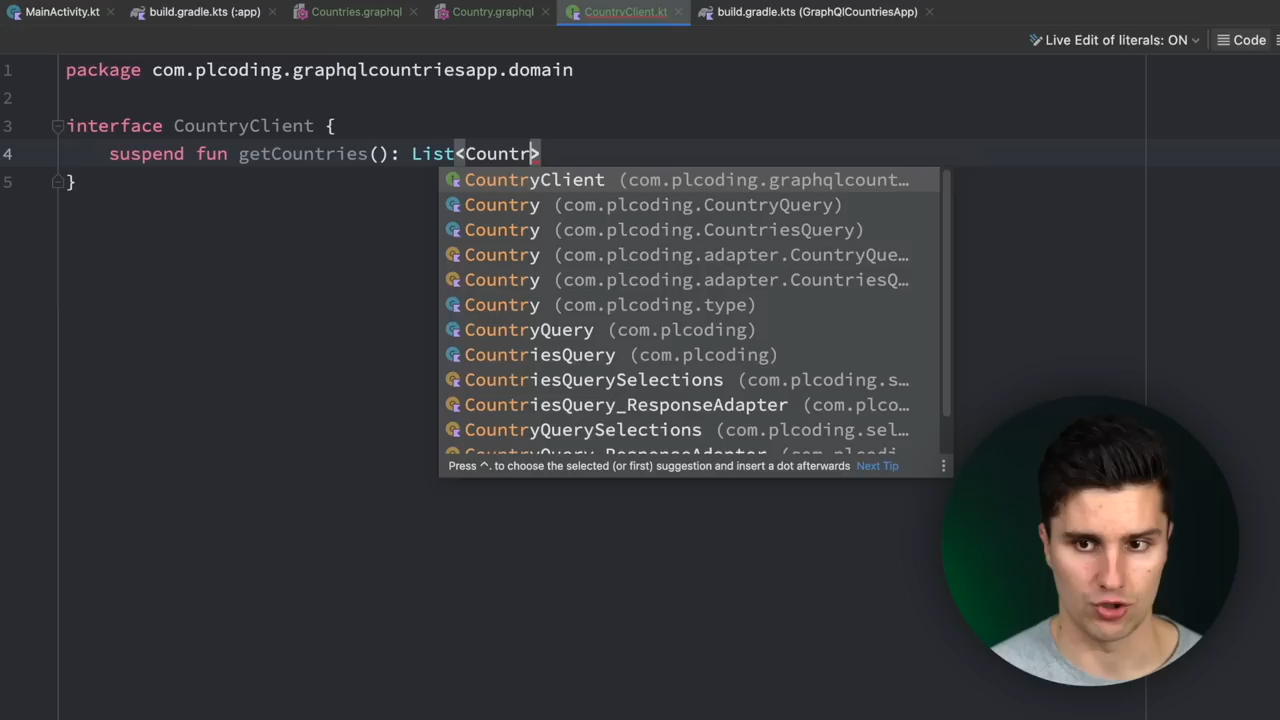 MainActivity.kt
build.gradle.kts (:app)
Countries.graphql
Country.graphql
CountryClient.kt
build.gradle.kts (GraphQlCountriesApp)
Live Edit of literals: ON
Code
1 package com.plcoding.graphqlcountriesapp.domain
2
3 interface CountryClient {
4 suspend fun getCountries(): List<Countr>
5 }
CountryClient (com.plcoding.graphqlcount…
Country (com.plcoding.CountryQuery)
Country (com.plcoding.CountriesQuery)
Country (com.plcoding.adapter.CountryQue…
Country (com.plcoding.adapter.CountriesQ…
Country (com.plcoding.type)
CountryQuery (com.plcoding)
CountriesQuery (com.plcoding)
CountriesQuerySelections (com.plcoding.s…
CountriesQuery_ResponseAdapter (com.plco…
CountryQuerySelections (com.plcoding.sel…
Press ^. to choose the selected (or first) suggestion and insert a dot afterwards Next Tip